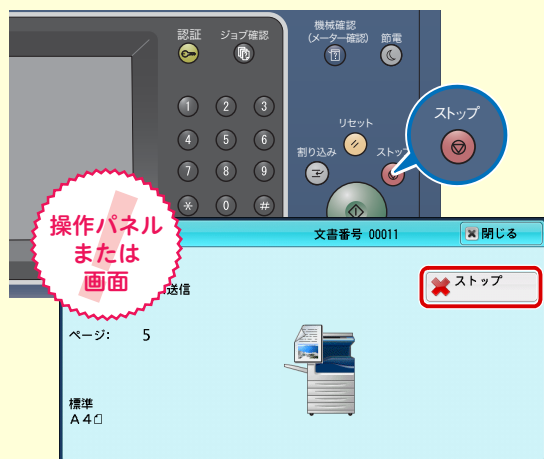 認証
ジョブ確認
機械確認
(メーター確認)
節電
1 2 3
4 5 6
7 8 9
* 0 #
リセット
割り込み
ストップ
ストップ
操作パネル
または
画面
文書番号 00011
閉じる
送信
ストップ
ページ: 5
標準
A4